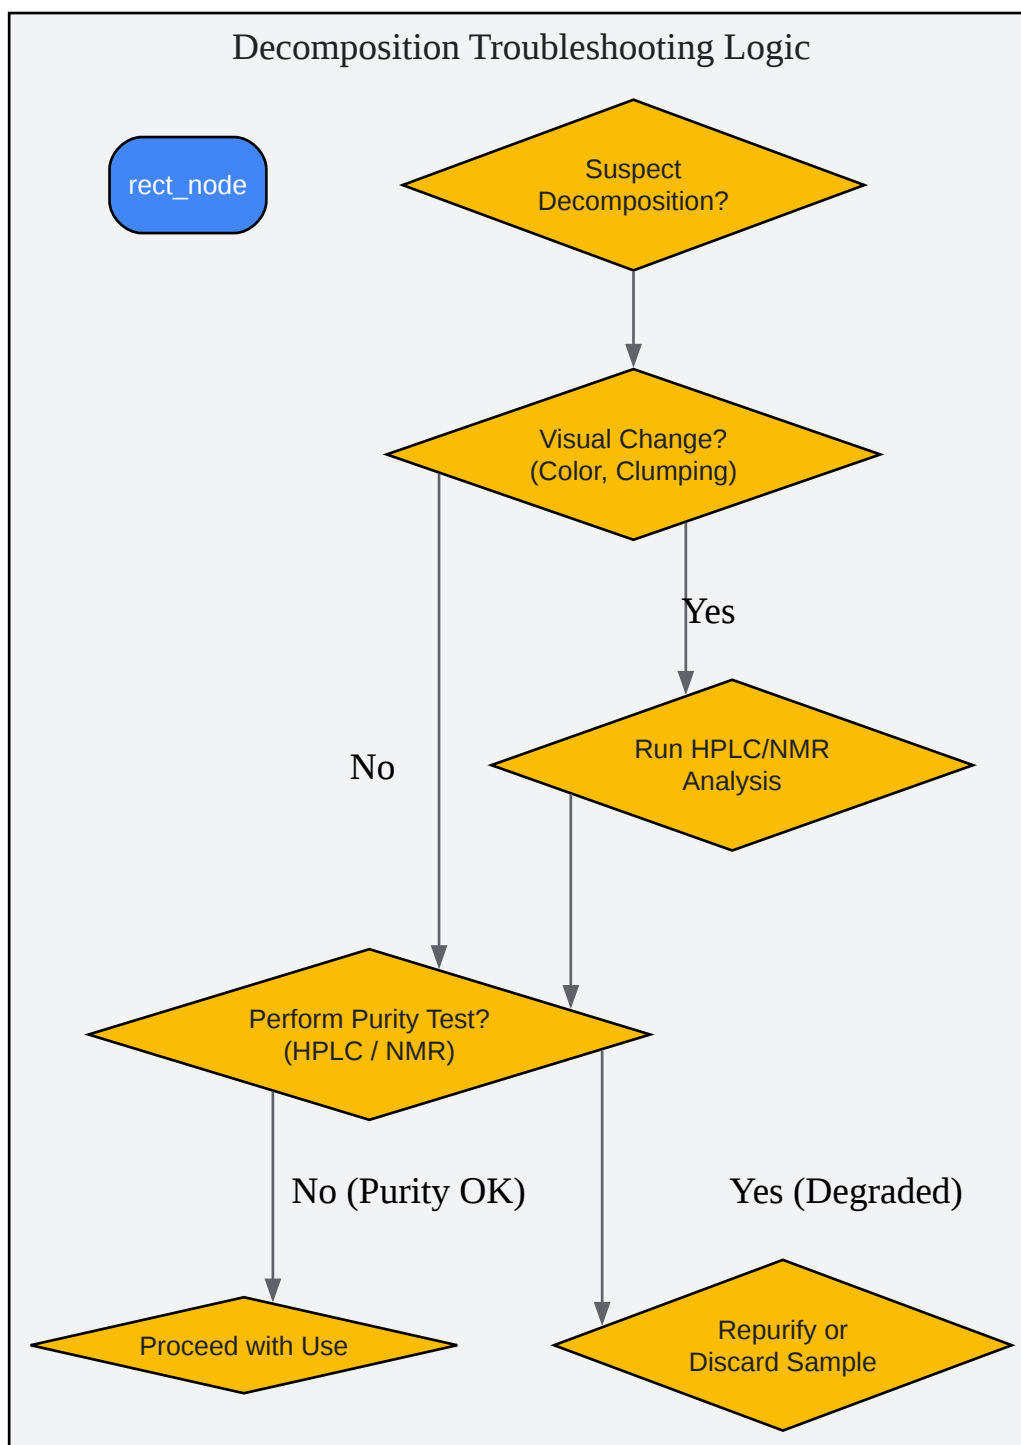 Decomposition Troubleshooting Logic
rect_node
Suspect
Decomposition?
Visual Change?
(Color, Clumping)
Yes
No
Run HPLC/NMR
Analysis
Perform Purity Test?
(HPLC / NMR)
No (Purity OK)
Yes (Degraded)
Proceed with Use
Repurify or
Discard Sample